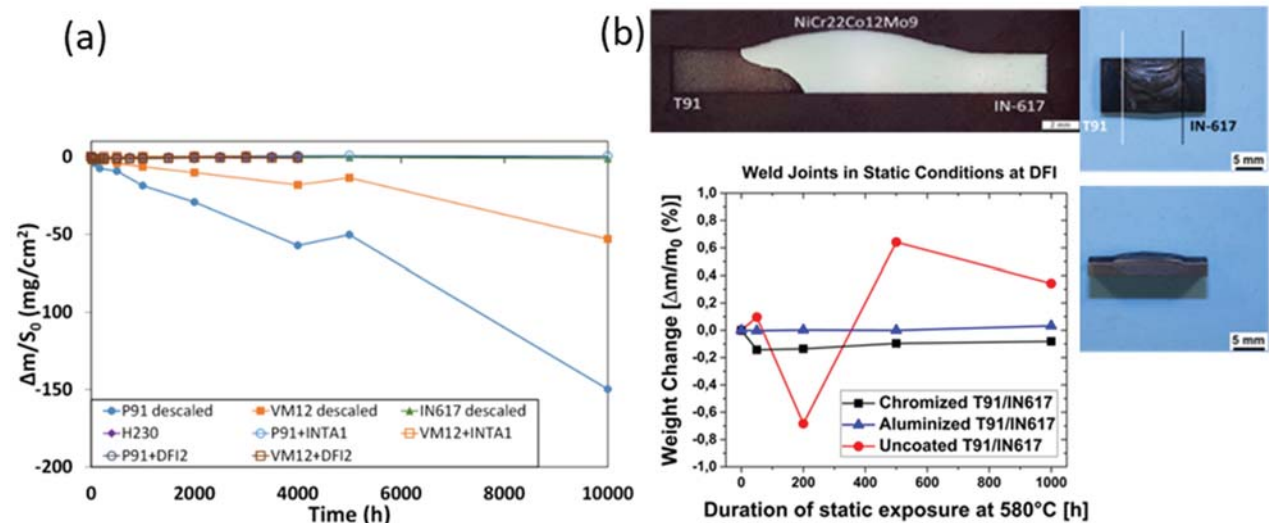 (a)
Δm/S₀ (mg/cm²)
0
-50
-100
-150
-200
0
2000
4000
6000
8000
10000
Time (h)
P91 descaled
VM12 descaled
IN617 descaled
H230
P91+INTA1
VM12+INTA1
P91+DFI2
VM12+DFI2
(b)
NiCr22Co12Mo9
T91
IN-617
2 mm
T91
IN-617
5 mm
5 mm
Weld Joints in Static Conditions at DFI
Weight Change [Δm/m₀ (%)]
1,0
0,8
0,6
0,4
0,2
0,0
-0,2
-0,4
-0,6
-0,8
-1,0
Chromized T91/IN617
Aluminized T91/IN617
Uncoated T91/IN617
0
200
400
600
800
1000
Duration of static exposure at 580°C [h]